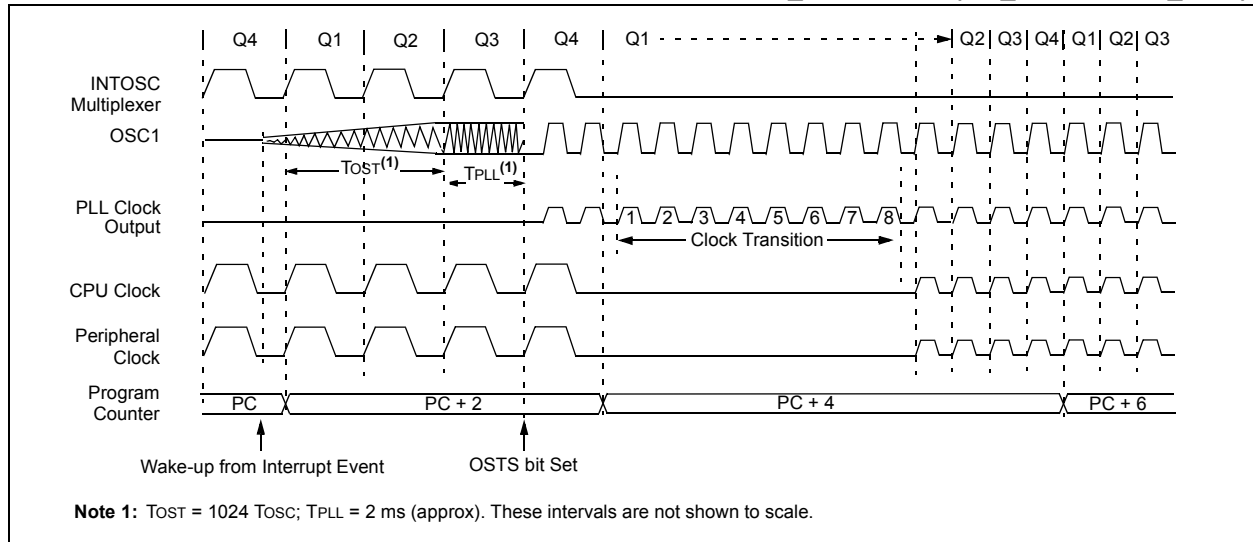 Q4 Q1 Q2 Q3 Q4 Q1 Q2 Q3 Q4 Q1 Q2 Q3
INTOSC
Multiplexer
OSC1
TOST(1)
TPLL(1)
PLL Clock
Output
1 2 3 4 5 6 7 8
Clock Transition
CPU Clock
Peripheral
Clock
Program
Counter
PC PC + 2 PC + 4 PC + 6
Wake-up from Interrupt Event OSTS bit Set
Note 1: TOST = 1024 TOSC; TPLL = 2 ms (approx). These intervals are not shown to scale.